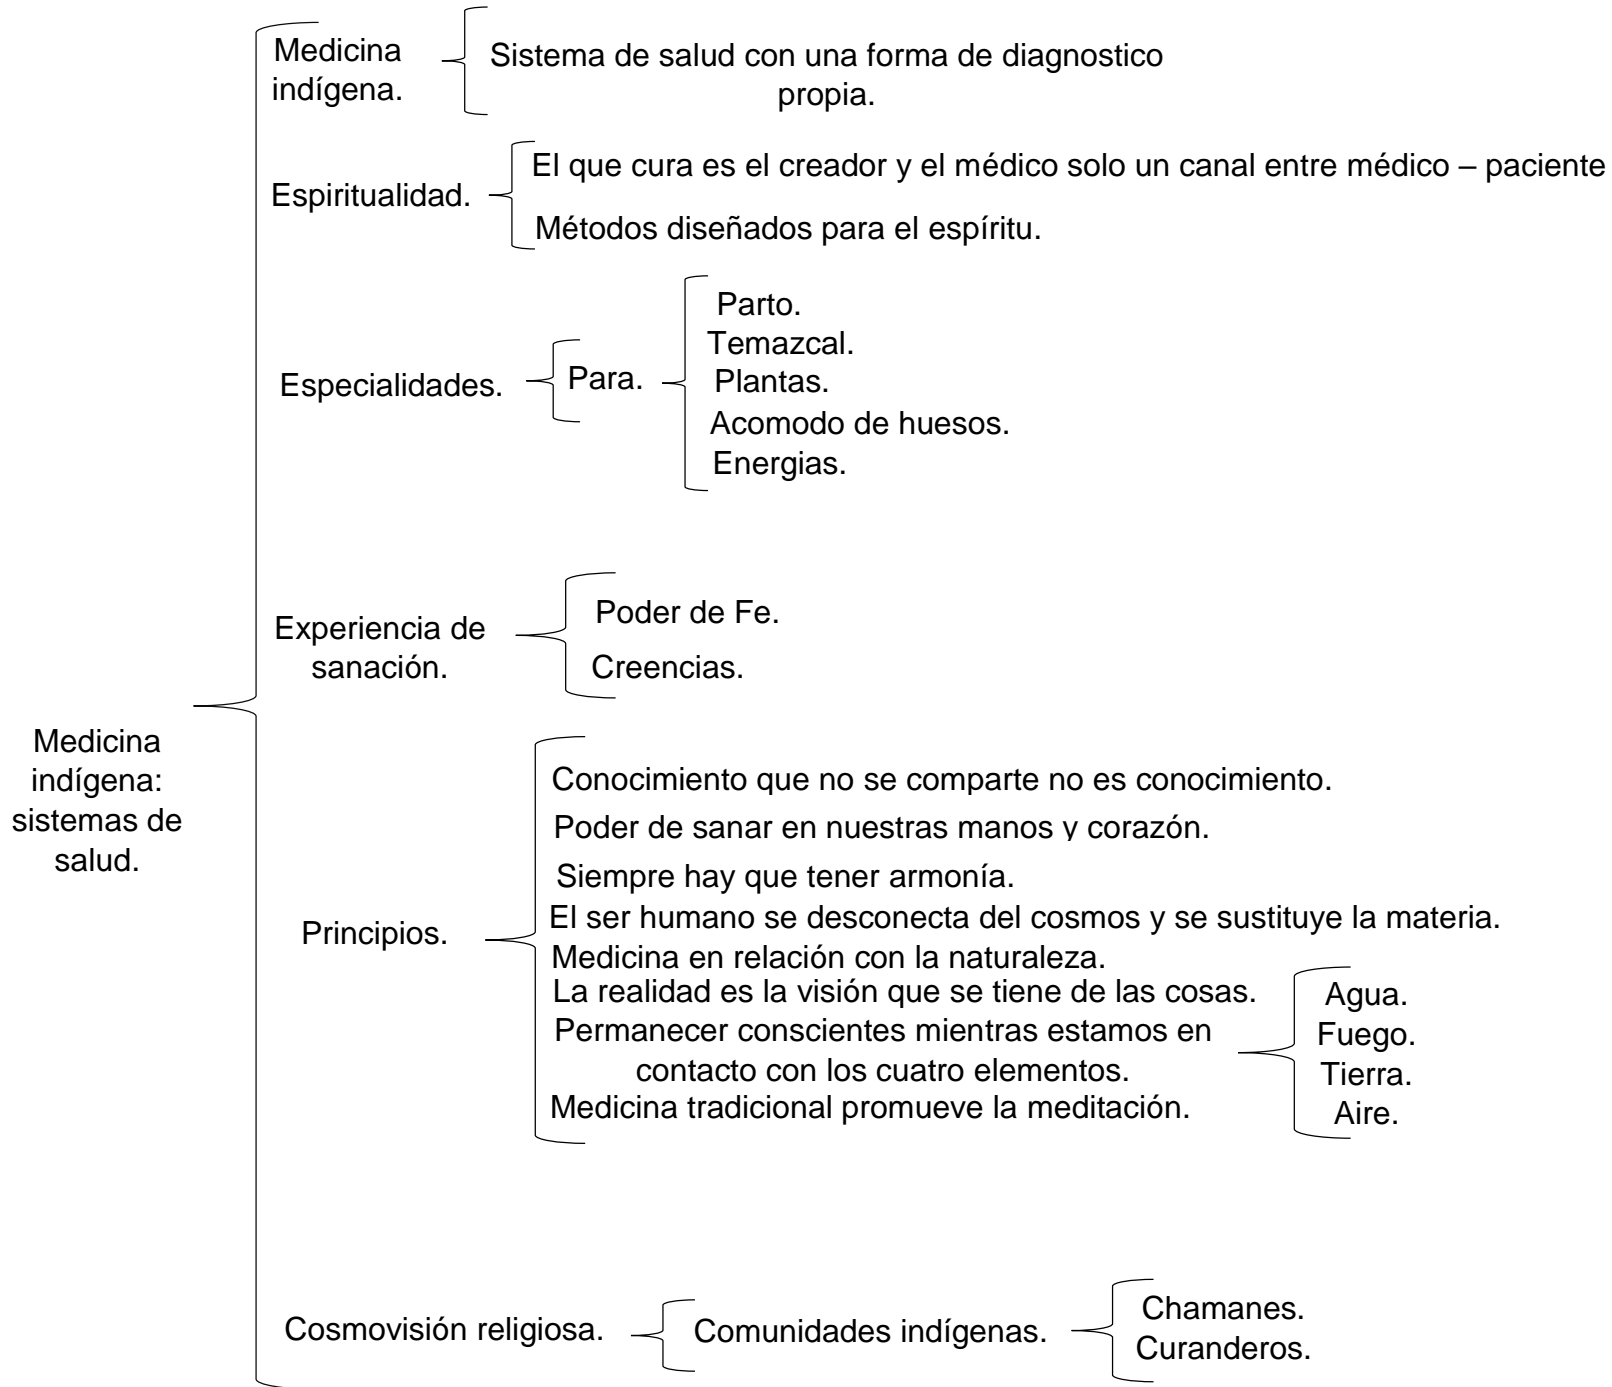 Medicina
indígena:
sistemas de
salud.
Medicina
indígena.
Sistema de salud con una forma de diagnostico
propia.
Espiritualidad.
El que cura es el creador y el médico solo un canal entre médico – paciente
Métodos diseñados para el espíritu.
Especialidades.
Para.
Parto.
Temazcal.
Plantas.
Acomodo de huesos.
Energias.
Experiencia de
sanación.
Poder de Fe.
Creencias.
Principios.
Conocimiento que no se comparte no es conocimiento.
Poder de sanar en nuestras manos y corazón.
Siempre hay que tener armonía.
El ser humano se desconecta del cosmos y se sustituye la materia.
Medicina en relación con la naturaleza.
La realidad es la visión que se tiene de las cosas.
Permanecer conscientes mientras estamos en
contacto con los cuatro elementos.
Medicina tradicional promueve la meditación.
Agua.
Fuego.
Tierra.
Aire.
Cosmovisión religiosa.
Comunidades indígenas.
Chamanes.
Curanderos.